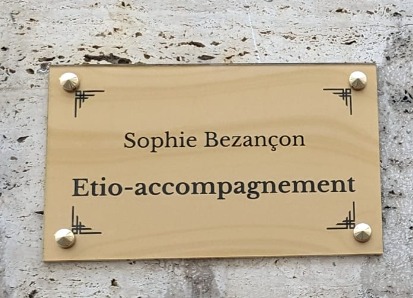 Sophie Bezançon
Etio-accompagnement